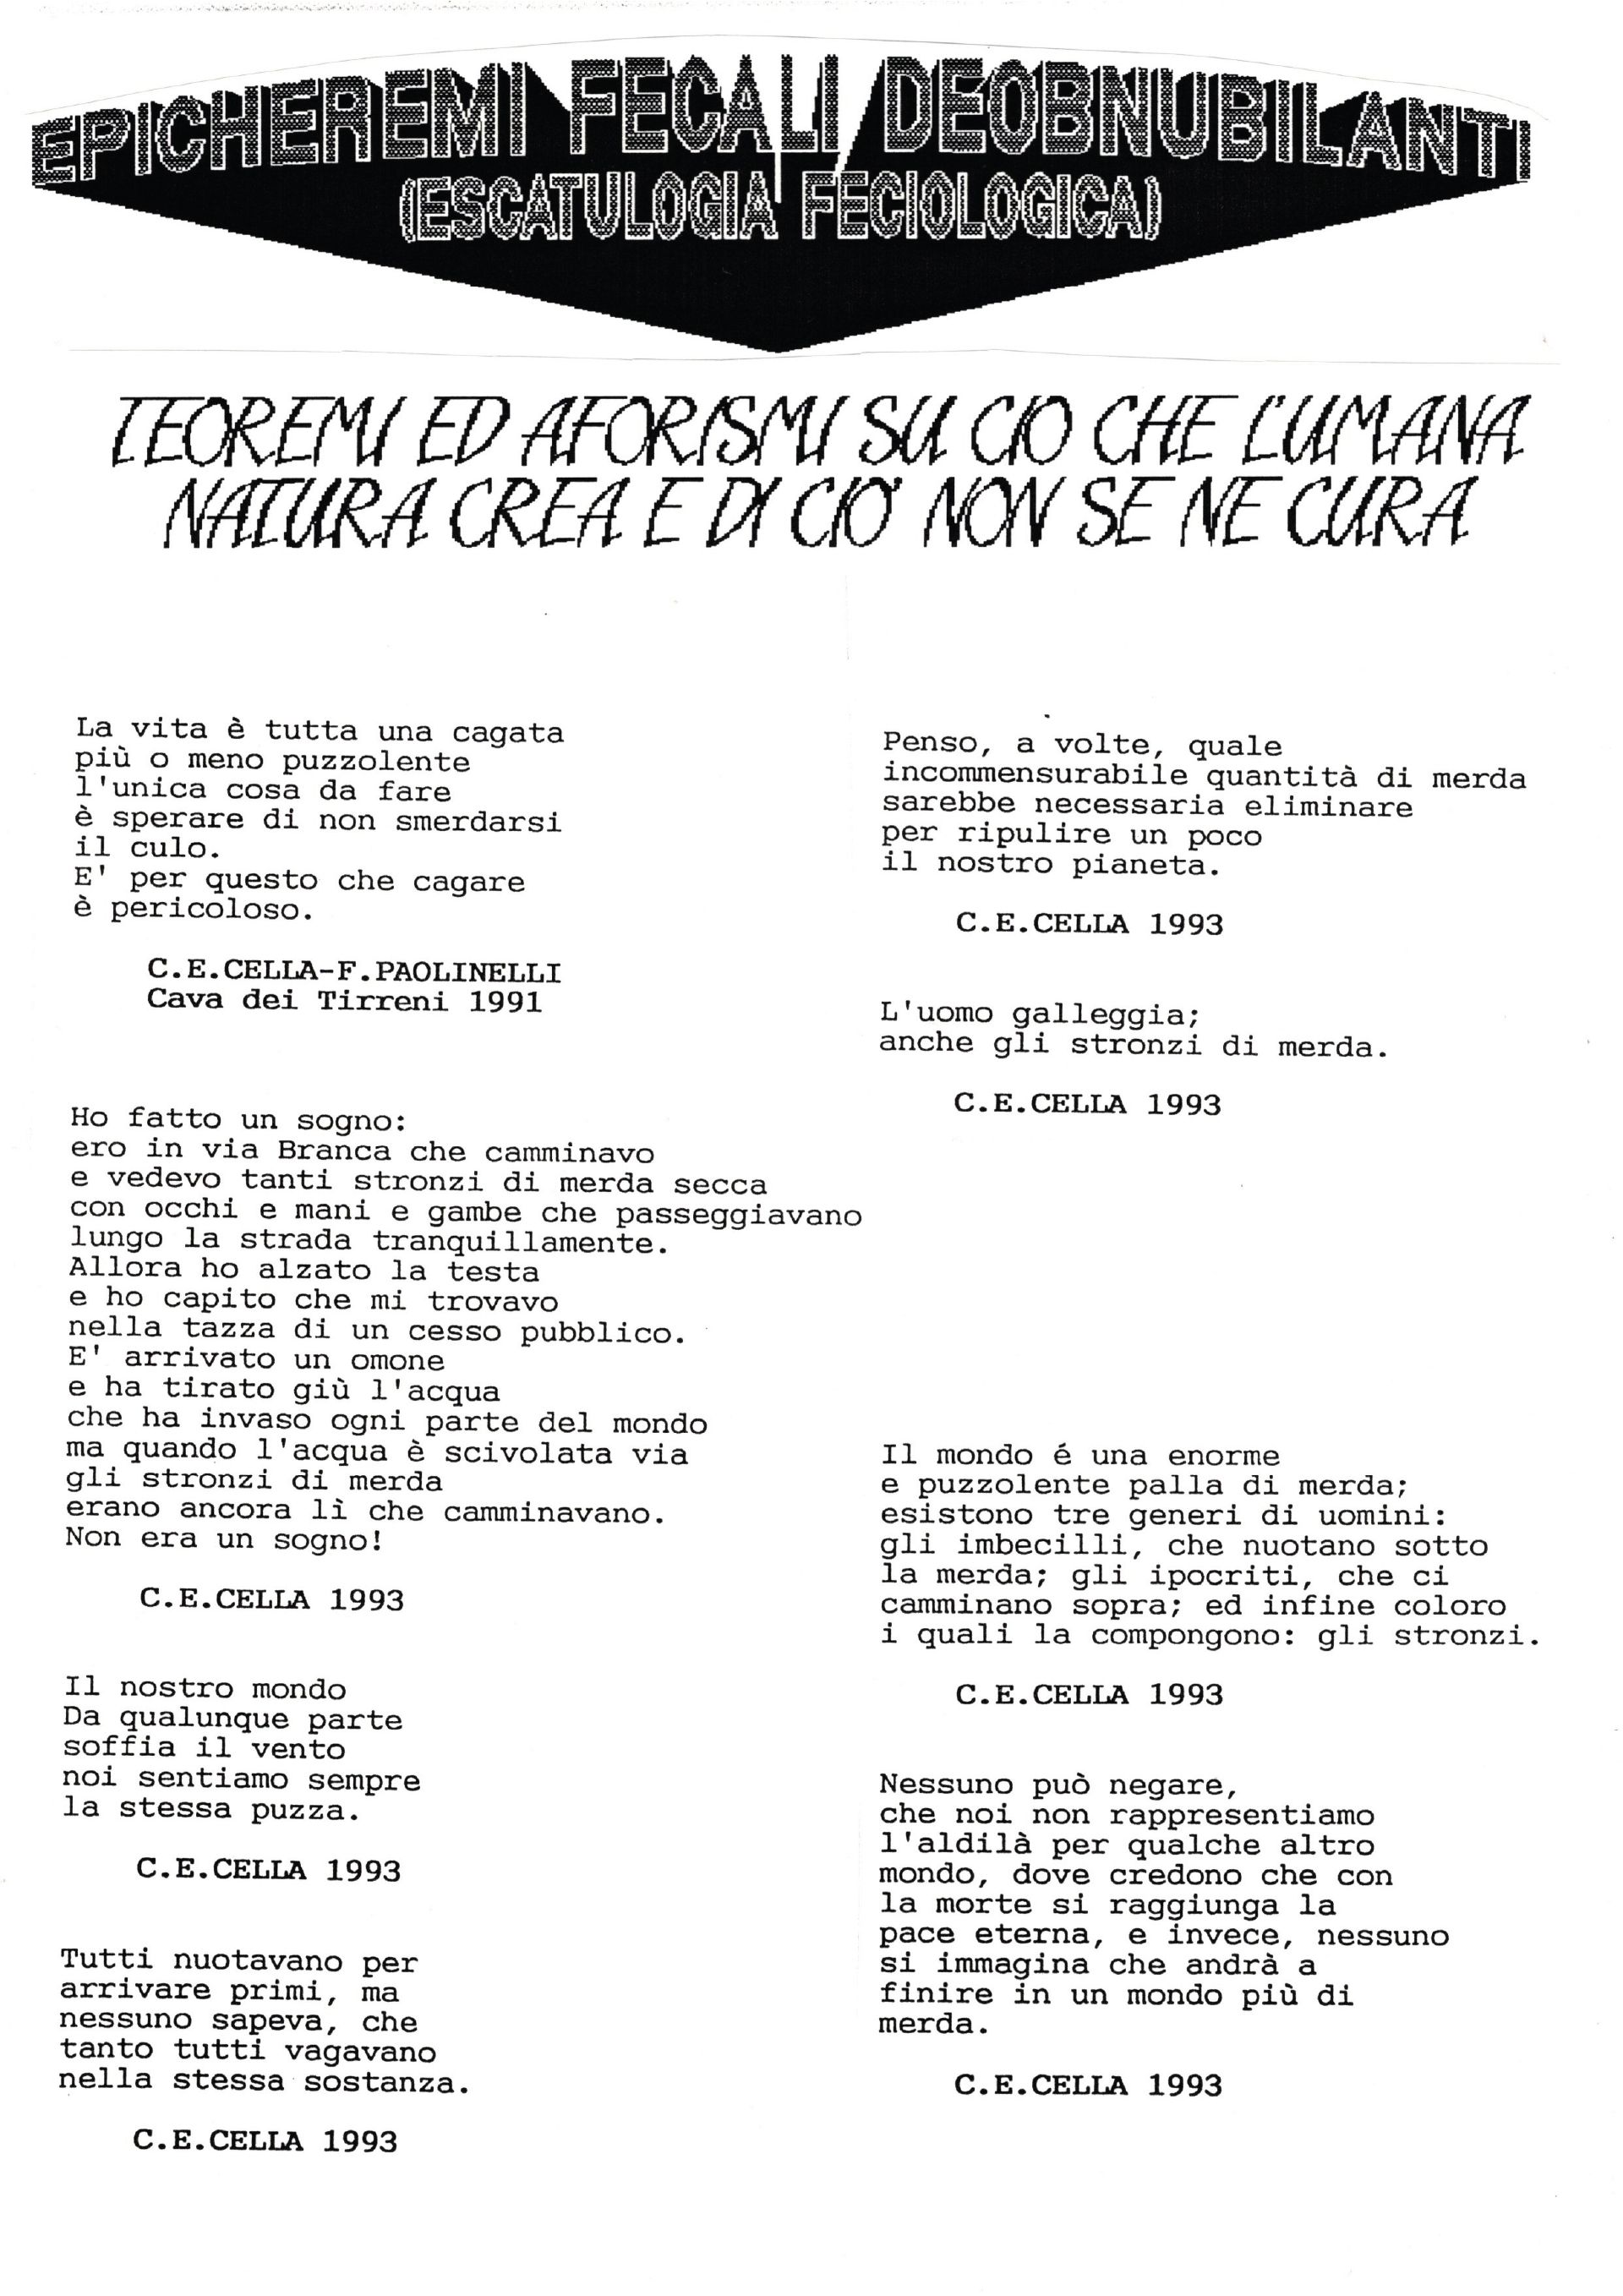 EPICHEREMI FECALI DEOBNUBILANTI
(ESCATULOGIA FECIOLOGICA)
TEOREMI ED AFORISMI SU CIO CHE L'UMANA
NATURA CREA E DI CIO' NON SE NE CURA
La vita è tutta una cagata
più o meno puzzolente
l'unica cosa da fare
è sperare di non smerdarsi
il culo.
E' per questo che cagare
è pericoloso.
C.E.CELLA-F.PAOLINELLI
Cava dei Tirreni 1991
Ho fatto un sogno:
ero in via Branca che camminavo
e vedevo tanti stronzi di merda secca
con occhi e mani e gambe che passeggiavano
lungo la strada tranquillamente.
Allora ho alzato la testa
e ho capito che mi trovavo
nella tazza di un cesso pubblico.
E' arrivato un omone
e ha tirato giù l'acqua
che ha invaso ogni parte del mondo
ma quando l'acqua è scivolata via
gli stronzi di merda
erano ancora lì che camminavano.
Non era un sogno!
C.E.CELLA 1993
Il nostro mondo
Da qualunque parte
soffia il vento
noi sentiamo sempre
la stessa puzza.
C.E.CELLA 1993
Tutti nuotavano per
arrivare primi, ma
nessuno sapeva, che
tanto tutti vagavano
nella stessa sostanza.
C.E.CELLA 1993
Penso, a volte, quale
incommensurabile quantità di merda
sarebbe necessaria eliminare
per ripulire un poco
il nostro pianeta.
C.E.CELLA 1993
L'uomo galleggia;
anche gli stronzi di merda.
C.E.CELLA 1993
Il mondo é una enorme
e puzzolente palla di merda;
esistono tre generi di uomini:
gli imbecilli, che nuotano sotto
la merda; gli ipocriti, che ci
camminano sopra; ed infine coloro
i quali la compongono: gli stronzi.
C.E.CELLA 1993
Nessuno può negare,
che noi non rappresentiamo
l'aldilà per qualche altro
mondo, dove credono che con
la morte si raggiunga la
pace eterna, e invece, nessuno
si immagina che andrà a
finire in un mondo più di
merda.
C.E.CELLA 1993